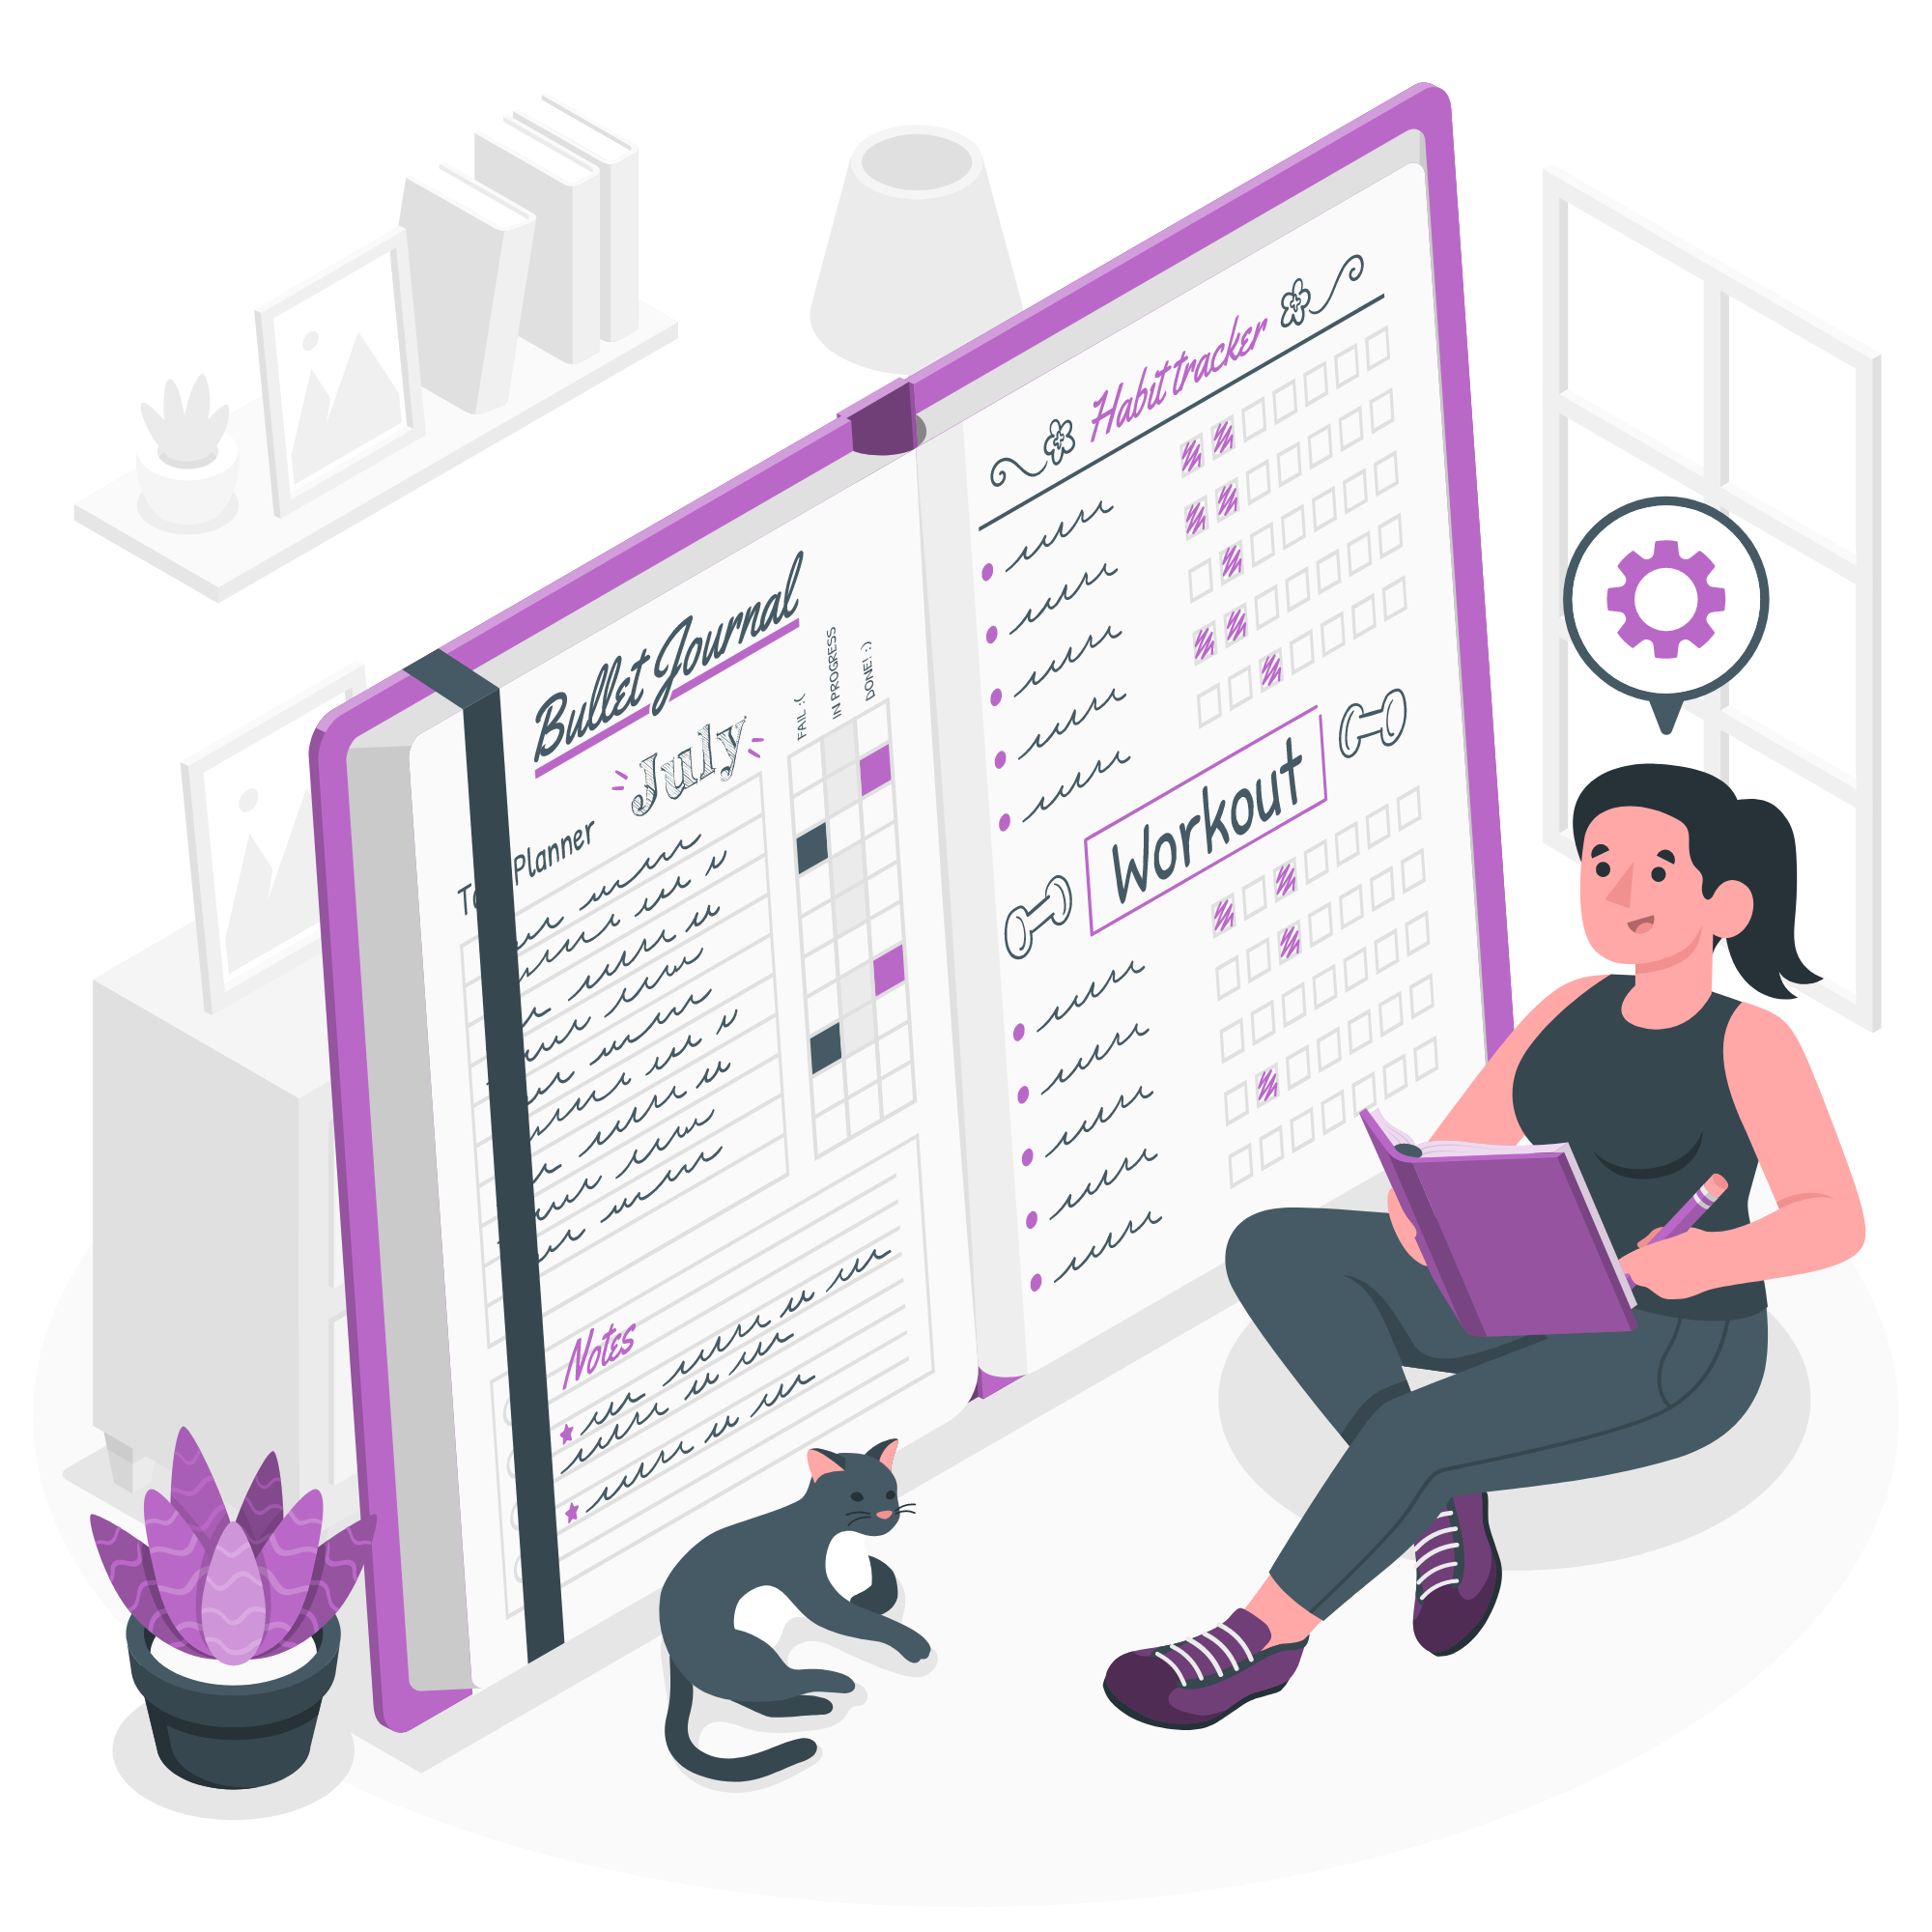 Bullet Journal
July
Planner
FAIL :(
IN PROGRESS
DONE! :)
Notes
Habit tracker
Workout